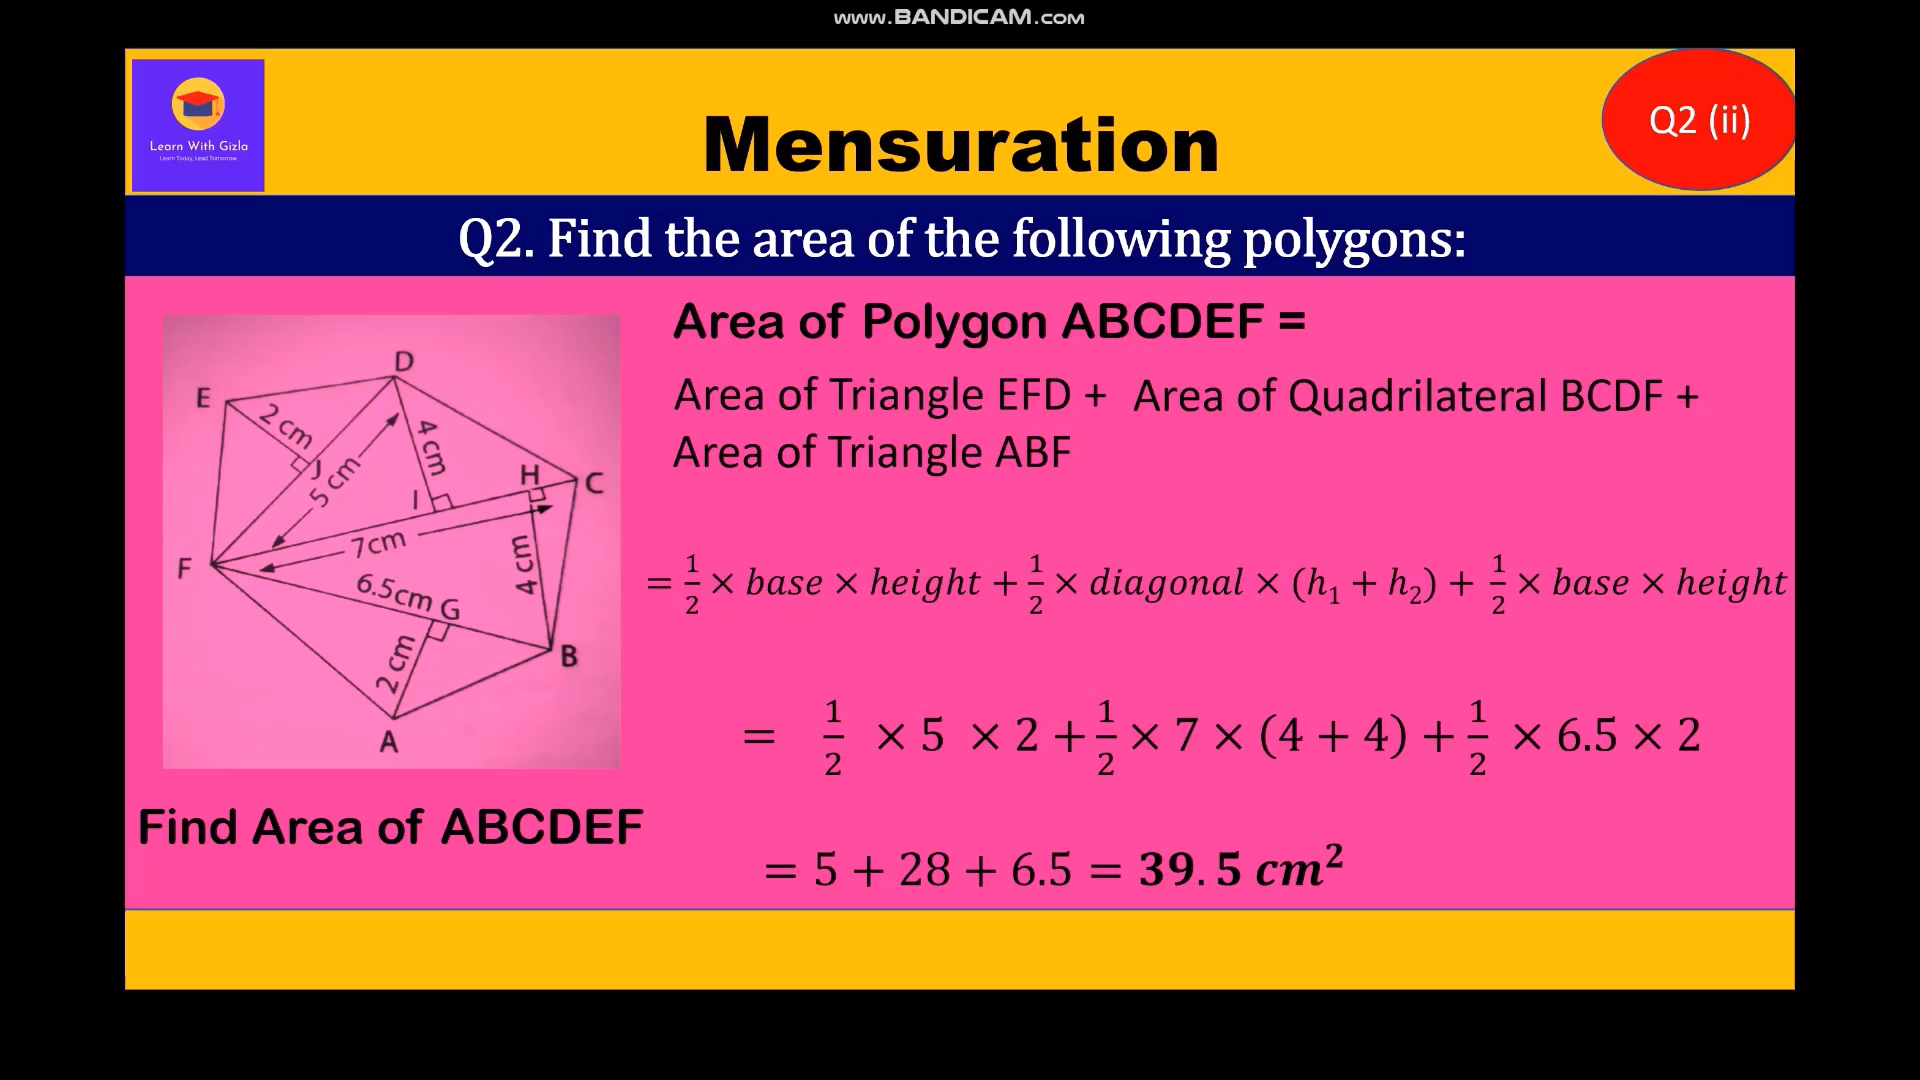 www.BANDICAM.com
Learn With Gizla
Learn Today, Lead Tomorrow
Mensuration
Q2 (ii)
Q2. Find the area of the following polygons:
D
E
2 cm
4 cm
J
5 cm
H
C
I
7cm
F
4 cm
6.5cm G
2 cm
B
A
Find Area of ABCDEF
Area of Polygon ABCDEF =
Area of Triangle EFD + Area of Quadrilateral BCDF +
Area of Triangle ABF
= 1/2 × base × height + 1/2 × diagonal × (h₁ + h₂) + 1/2 × base × height
= 1/2 × 5 × 2 + 1/2 × 7 × (4 + 4) + 1/2 × 6.5 × 2
= 5 + 28 + 6.5 = 39.5 cm²